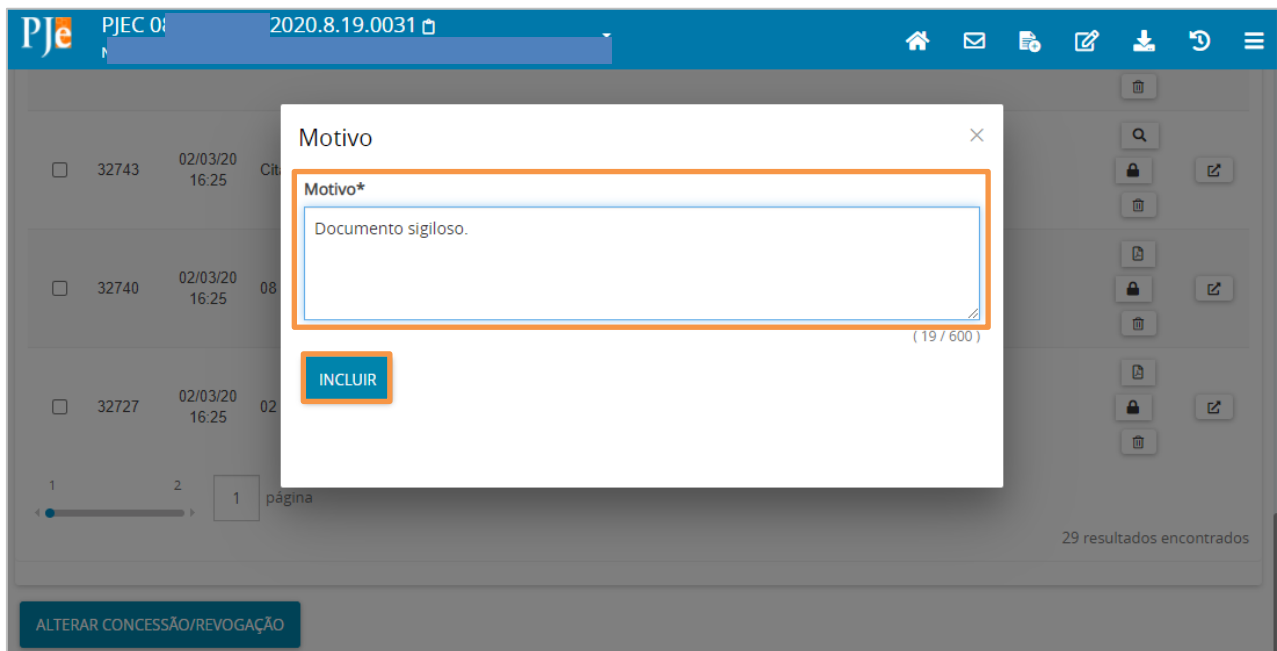 PJe
PJEC 0 2020.8.19.0031
Motivo
Motivo*
Documento sigiloso.
(19 / 600)
INCLUIR
32743 02/03/20 16:25 Cit
32740 02/03/20 16:25 08
32727 02/03/20 16:25 02
1 2 1 página
29 resultados encontrados
ALTERAR CONCESSÃO/REVOGAÇÃO